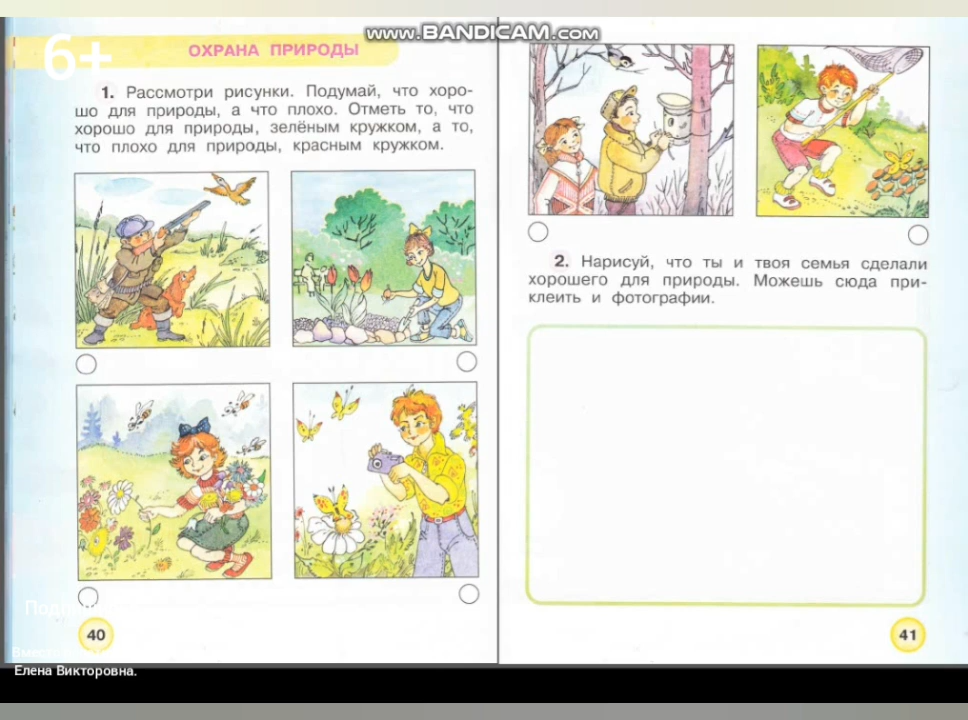 www.BANDICAM.com
6+
ОХРАНА ПРИРОДЫ
1. Рассмотри рисунки. Подумай, что хоро-
шо для природы, а что плохо. Отметь то, что
хорошо для природы, зелёным кружком, а то,
что плохо для природы, красным кружком.
40
Елена Викторовна.
2. Нарисуй, что ты и твоя семья сделали
хорошего для природы. Можешь сюда при-
клеить и фотографии.
41